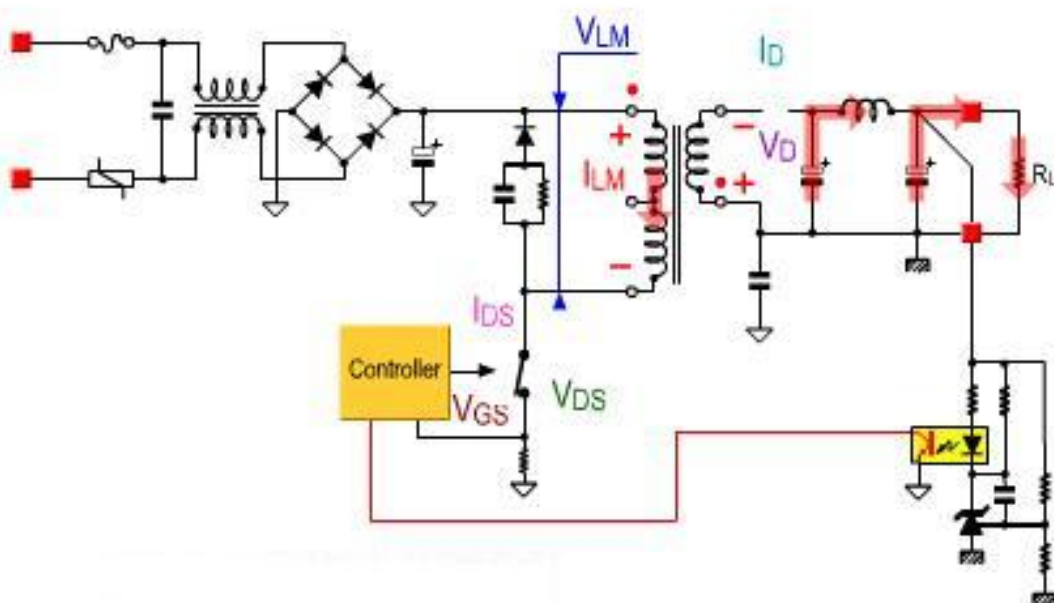 VLM
ID
+
+
+
+
−
VD
ILM
RL
+
−
IDS
Controller
VGS
VDS